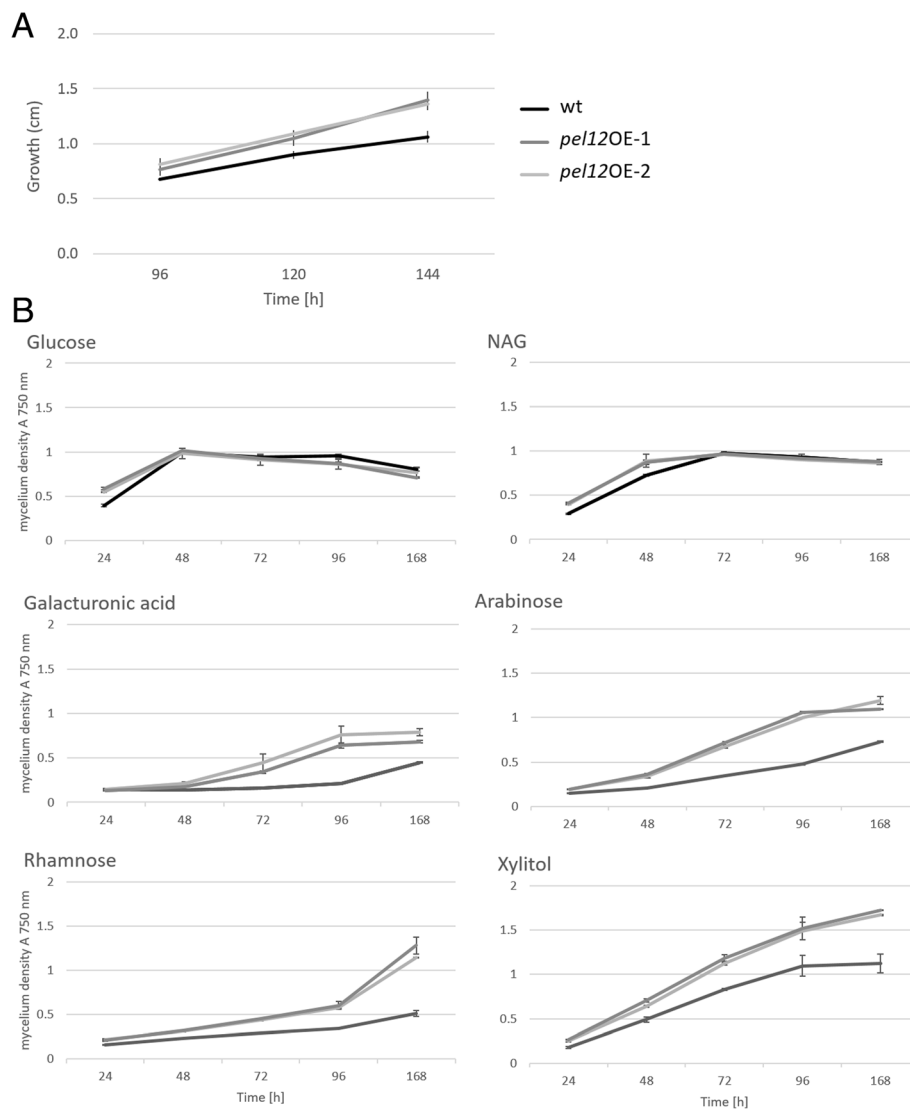 A
2.0
1.5
1.0
0.5
0.0
Growth (cm)
96 120 144
Time [h]
wt
pel12OE-1
pel12OE-2
B
Glucose
2
1.5
1
0.5
0
mycelium density A 750 nm
24 48 72 96 168
NAG
2
1.5
1
0.5
0
24 48 72 96 168
Galacturonic acid
2
1.5
1
0.5
0
mycelium density A 750 nm
24 48 72 96 168
Arabinose
2
1.5
1
0.5
0
24 48 72 96 168
Rhamnose
2
1.5
1
0.5
0
mycelium density A 750 nm
24 48 72 96 168
Time [h]
Xylitol
2
1.5
1
0.5
0
24 48 72 96 168
Time [h]